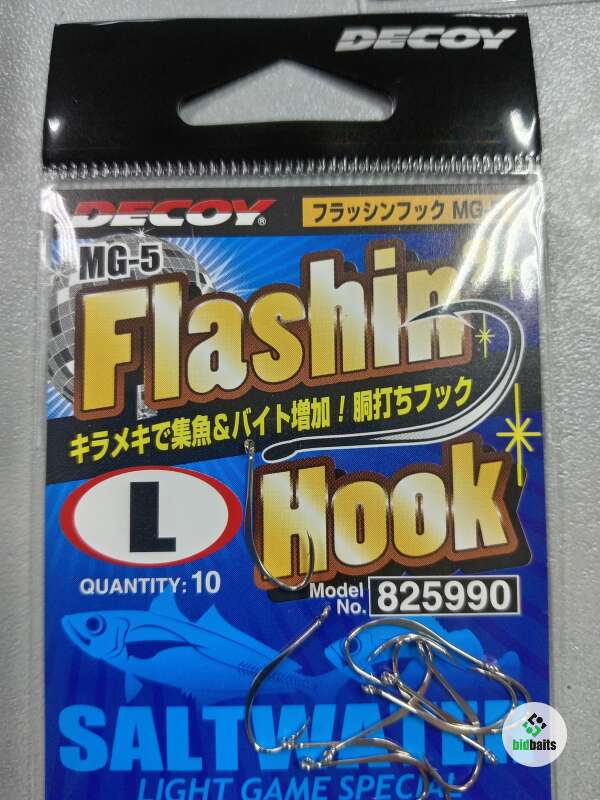 DECOY
DECOY®
フラッシンフック MG-
MG-5
Flashin'
キラメキで集魚&バイト増加!胴打ちフック
L
Hook
QUANTITY: 10
Model No. 825990
SALTWATER
LIGHT GAME SPECIAL
bidbaits